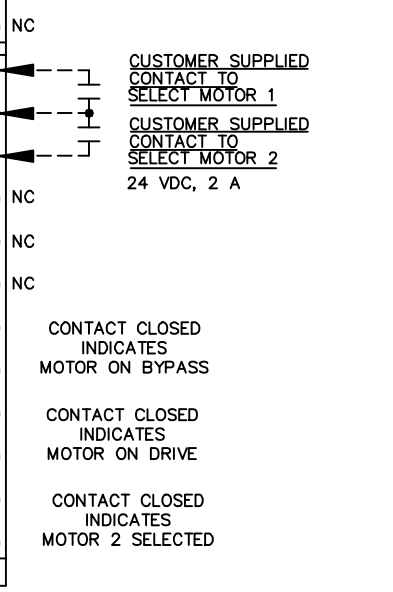 NC
CUSTOMER SUPPLIED
CONTACT TO
SELECT MOTOR 1
CUSTOMER SUPPLIED
CONTACT TO
SELECT MOTOR 2
24 VDC, 2 A
NC
NC
NC
CONTACT CLOSED
INDICATES
MOTOR ON BYPASS
CONTACT CLOSED
INDICATES
MOTOR ON DRIVE
CONTACT CLOSED
INDICATES
MOTOR 2 SELECTED